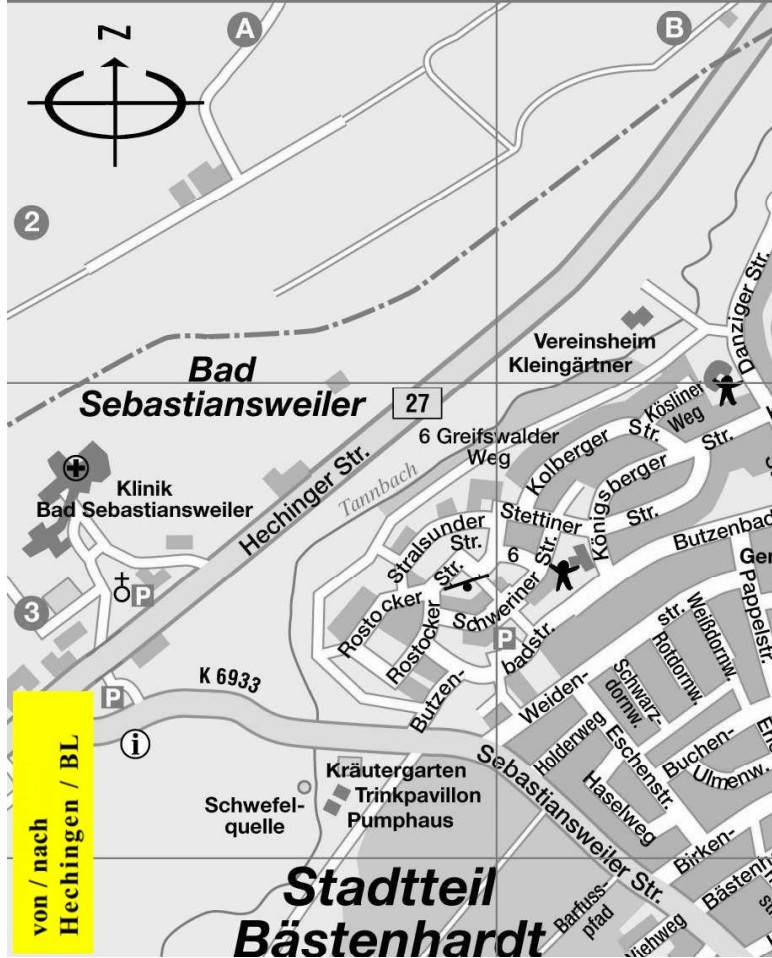 N
A
B
2
Danziger Str.
Vereinsheim
Kleingärtner
Bad
Sebastiansweiler
27
Kösliner
Weg
6 Greifswalder
Weg
Kolberger
Str.
Königsberger
Str.
Str.
Klinik
Bad Sebastiansweiler
Hechinger Str.
Tannbach
Stettiner
Str.
Stralsunder
Str.
6
Butzenbad
Ger
3
P
Rostocker
Str.
Schweriner
Rostocker
P
Butzen-
badstr.
Weiden-
str.
Pappelstr.
Weißdornw.
Rotdornw.
Schwarz-
dornw.
K 6933
P
i
Holderweg
Eschenstr.
Buchen-
Ulmenw.
Haselweg
Sebastiansweiler Str.
Kräutergarten
Trinkpavillon
Pumphaus
Schwefel-
quelle
Birken-
Bästenh
Barfuss-
pfad
Viehweg
Stadtteil
Bästenhardt
von / nach
Hechingen / BL